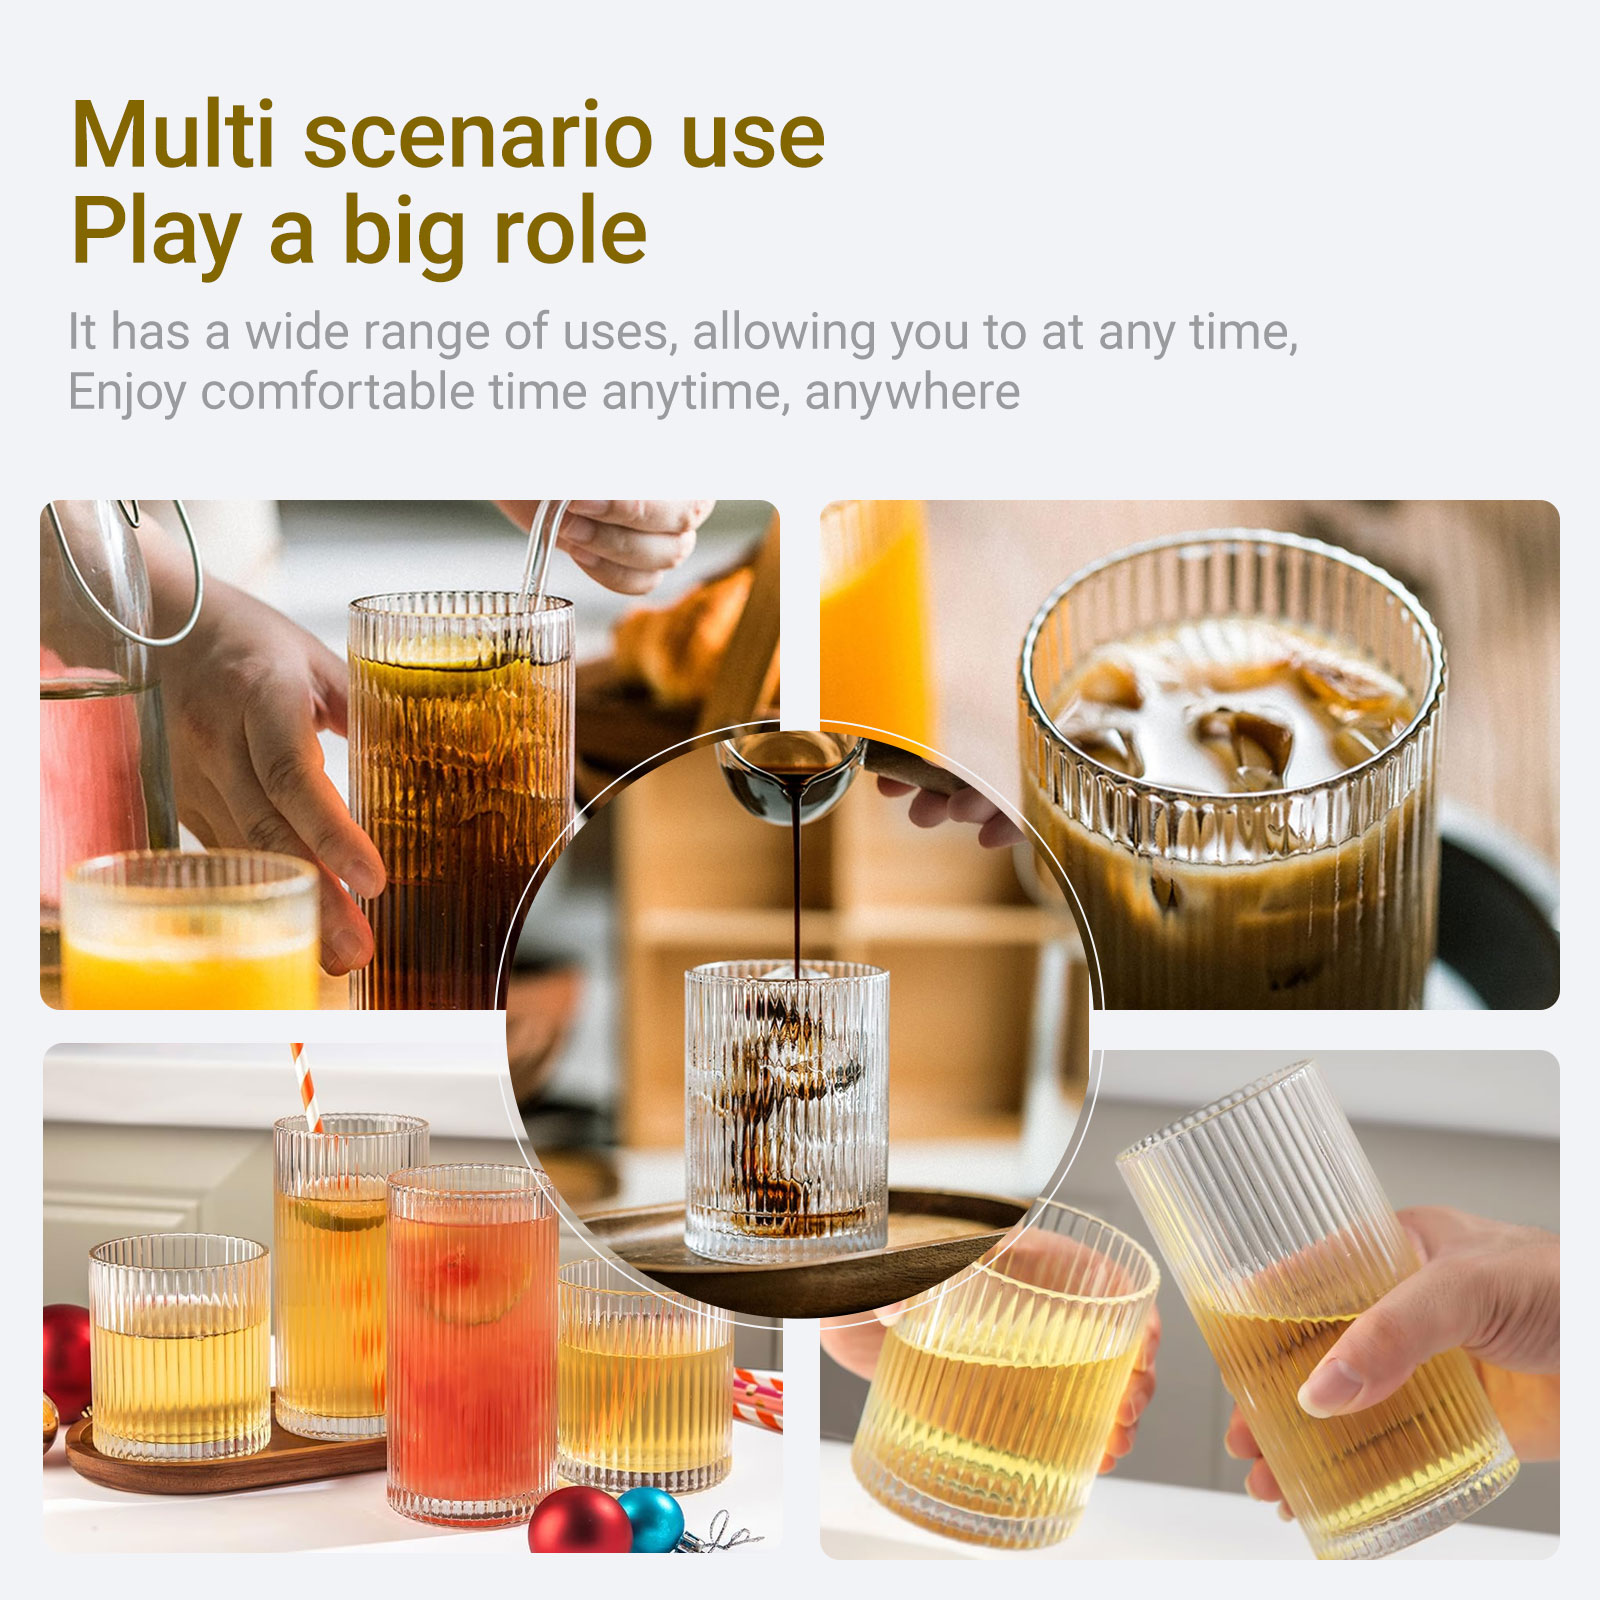 Multi scenario use
Play a big role
It has a wide range of uses, allowing you to at any time,
Enjoy comfortable time anytime, anywhere